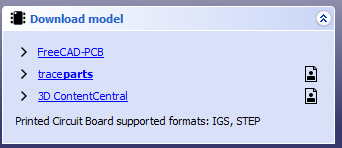 Download model
FreeCAD-PCB
traceparts
3D ContentCentral
Printed Circuit Board supported formats: IGS, STEP